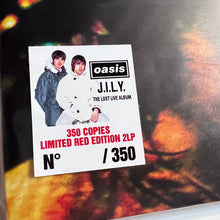 oasis
J.I.L.Y.
THE LOST LIVE ALBUM
350 COPIES
LIMITED RED EDITION 2LP
N° / 350